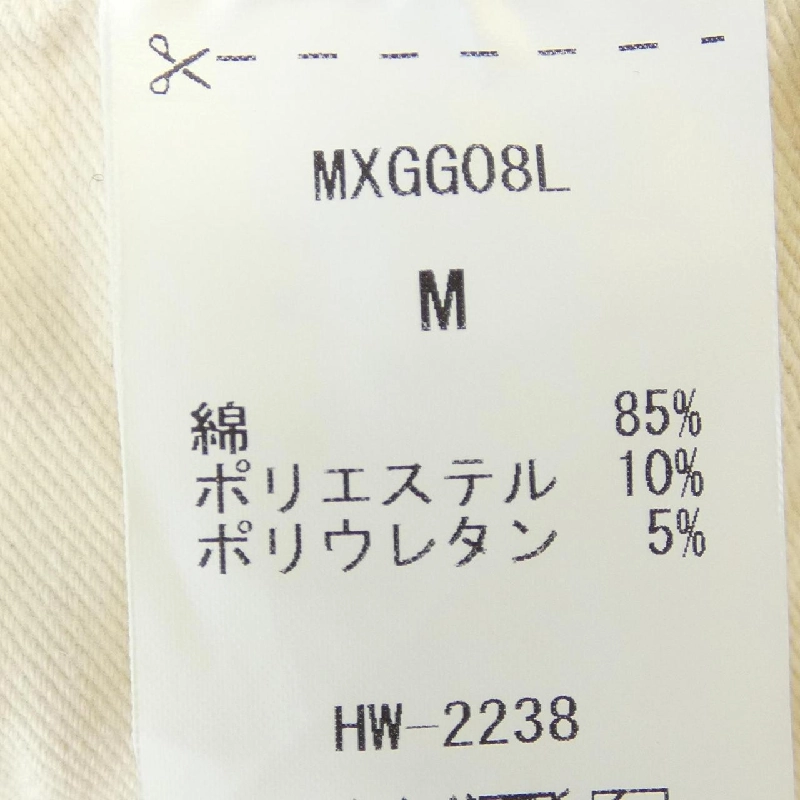 MXGG08L
M
綿 85%
ポリエステル 10%
ポリウレタン 5%
HW-2238